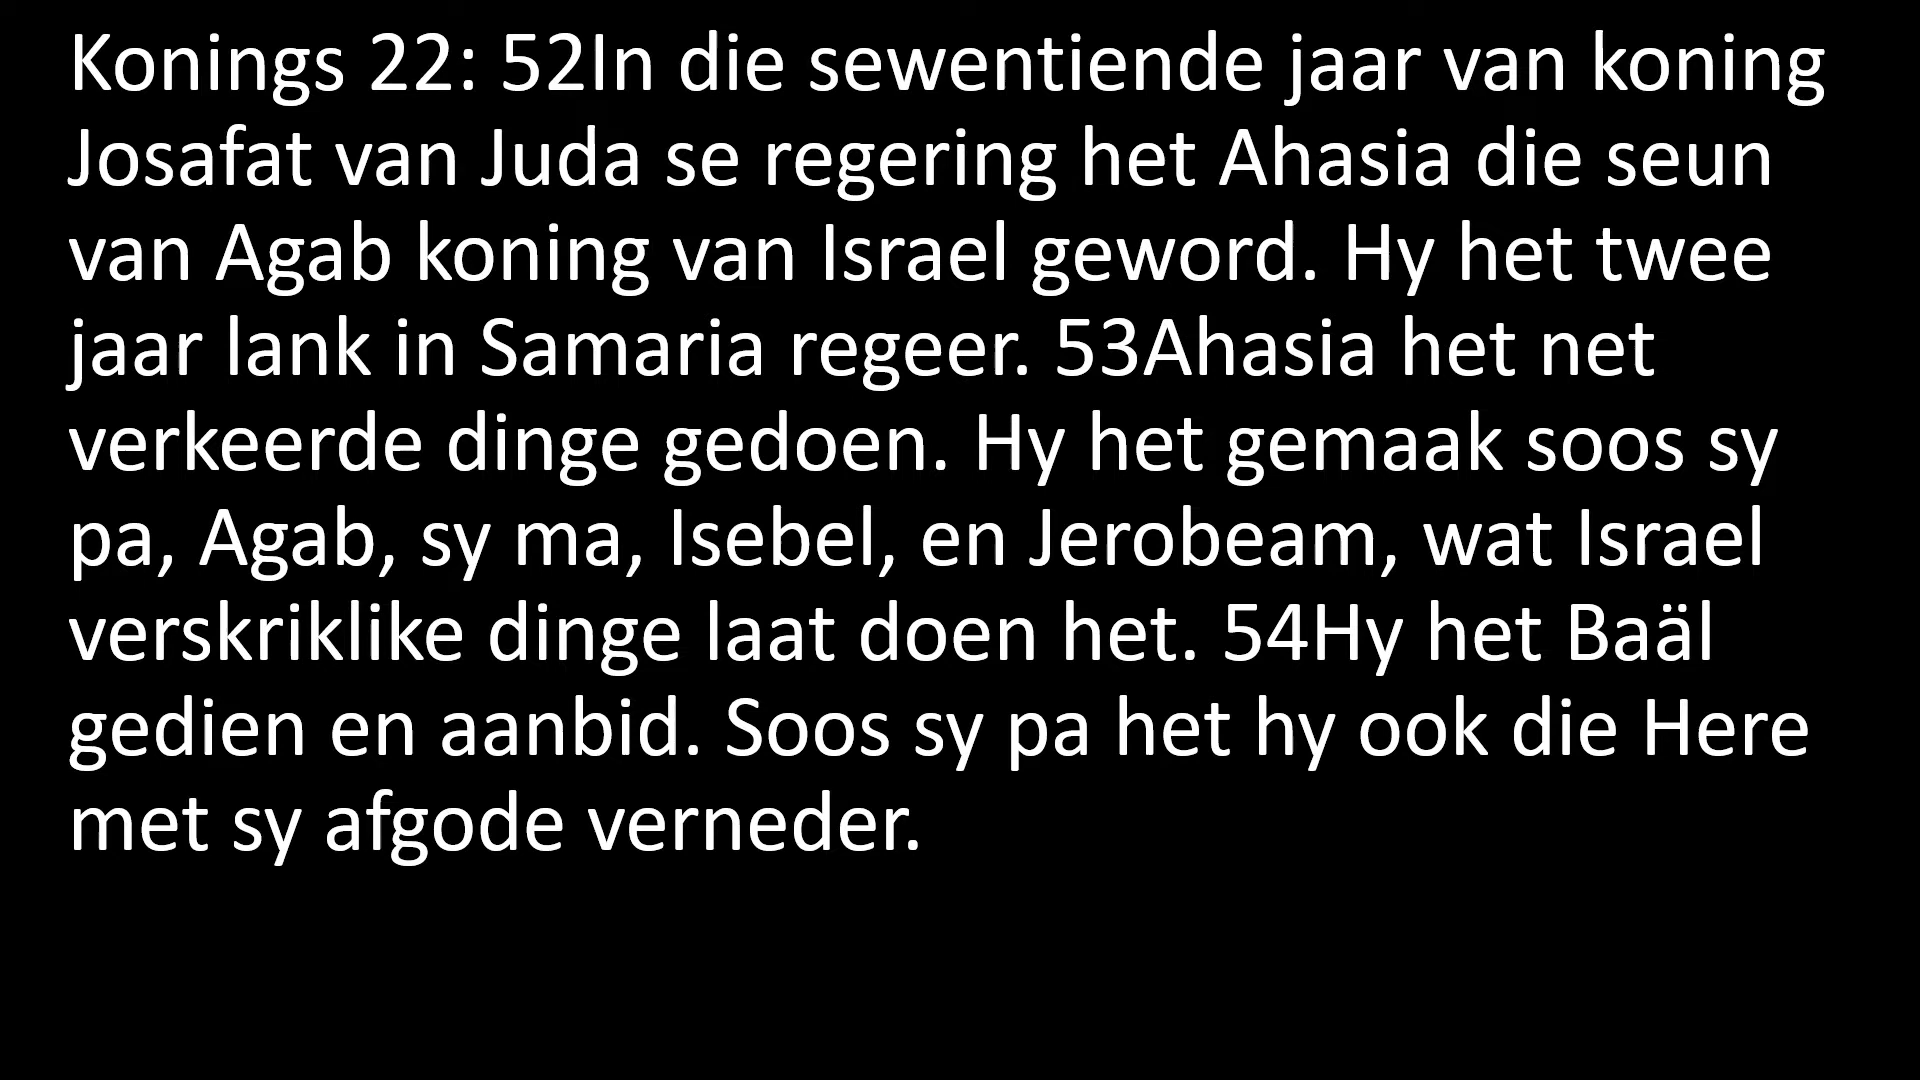 Konings 22: 52In die sewentiende jaar van koning
Josafat van Juda se regering het Ahasia die seun
van Agab koning van Israel geword. Hy het twee
jaar lank in Samaria regeer. 53Ahasia het net
verkeerde dinge gedoen. Hy het gemaak soos sy
pa, Agab, sy ma, Isebel, en Jerobeam, wat Israel
verskriklike dinge laat doen het. 54Hy het Baäl
gedien en aanbid. Soos sy pa het hy ook die Here
met sy afgode verneder.